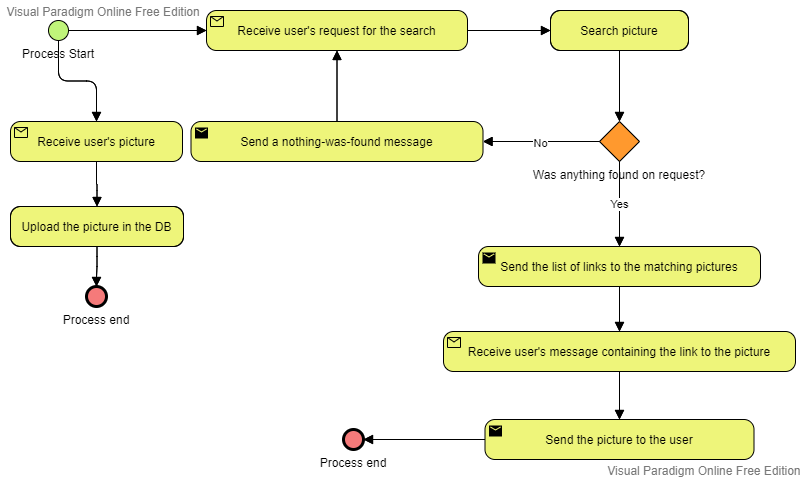 Visual Paradigm Online Free Edition
Process Start
Receive user's request for the search
Search picture
Receive user's picture
Send a nothing-was-found message
No
Was anything found on request?
Yes
Upload the picture in the DB
Send the list of links to the matching pictures
Process end
Receive user's message containing the link to the picture
Send the picture to the user
Process end
Visual Paradigm Online Free Edition